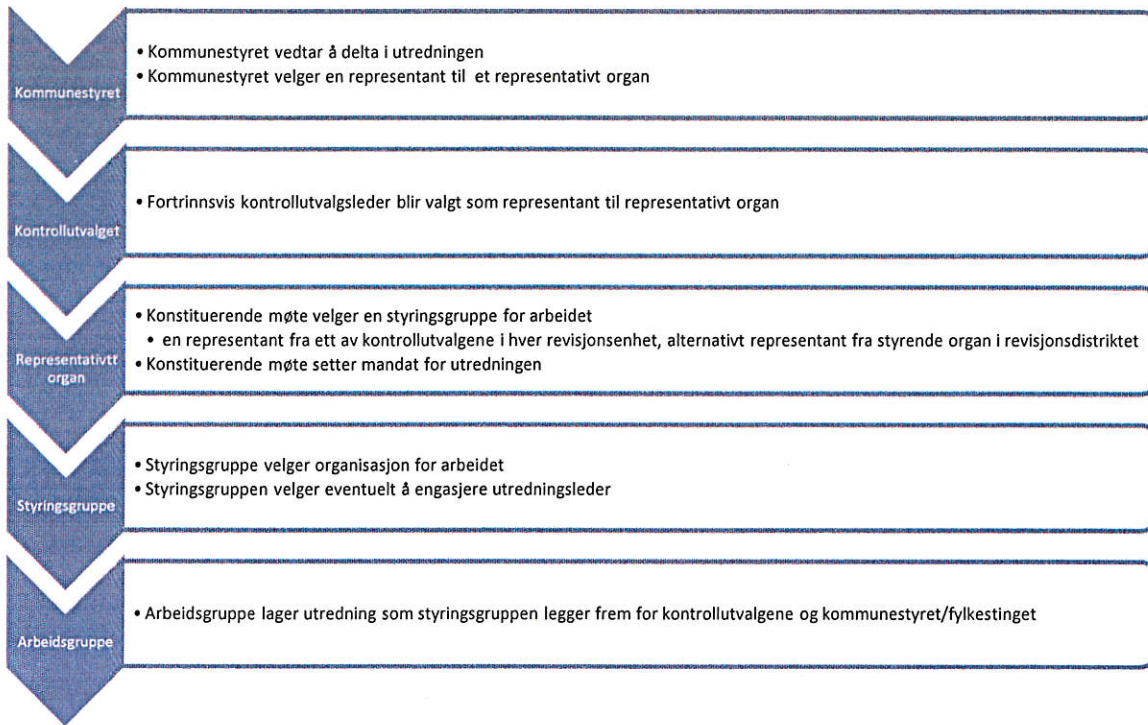 Kommunestyret
• Kommunestyret vedtar å delta i utredningen
• Kommunestyret velger en representant til et representativt organ
Kontrollutvalget
• Fortrinnsvis kontrollutvalgsleder blir valgt som representant til representativt organ
Representativtt
organ
• Konstituerende møte velger en styringsgruppe for arbeidet
• en representant fra ett av kontrollutvalgene i hver revisjonsenhet, alternativt representant fra styrende organ i revisjonsdistriktet
• Konstituerende møte setter mandat for utredningen
Styringsgruppe
• Styringsgruppe velger organisasjon for arbeidet
• Styringsgruppen velger eventuelt å engasjere utredningsleder
Arbeidsgruppe
• Arbeidsgruppe lager utredning som styringsgruppen legger frem for kontrollutvalgene og kommunestyret/fylkestinget